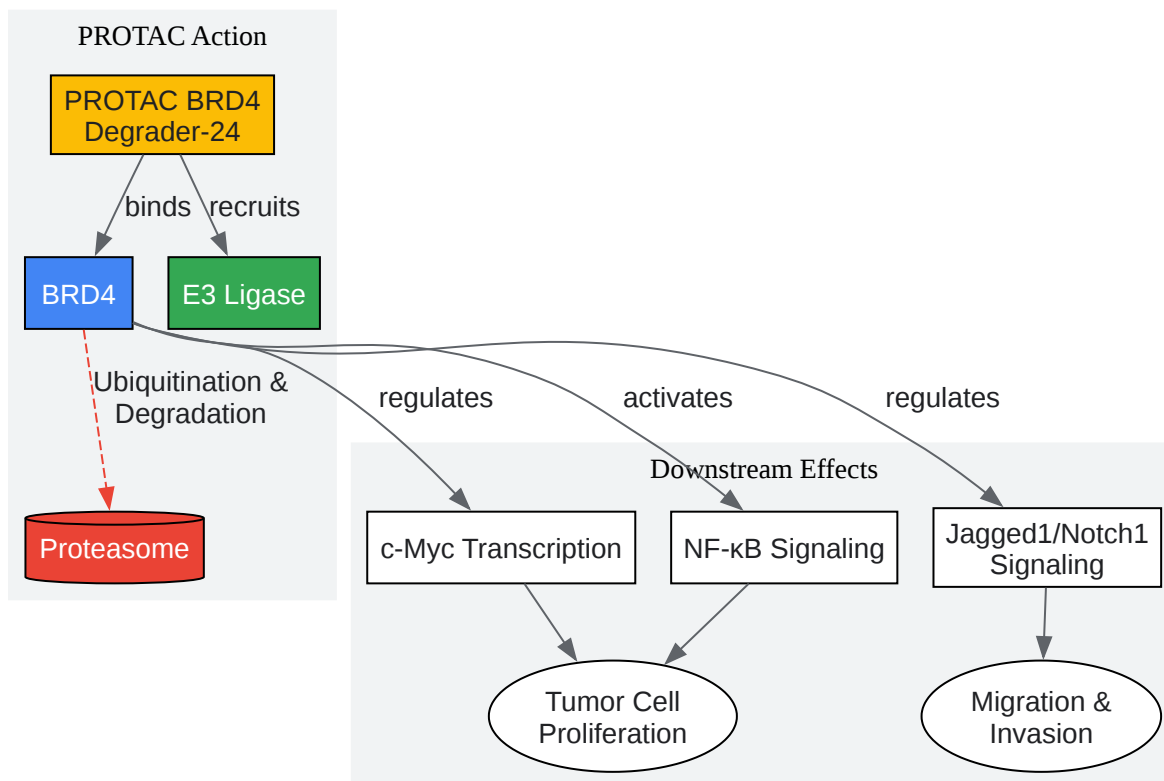 PROTAC Action
PROTAC BRD4
Degrader-24
binds
recruits
BRD4
E3 Ligase
Ubiquitination &
Degradation
regulates
activates
regulates
Downstream Effects
Proteasome
c-Myc Transcription
NF-κB Signaling
Jagged1/Notch1
Signaling
Tumor Cell
Proliferation
Migration &
Invasion